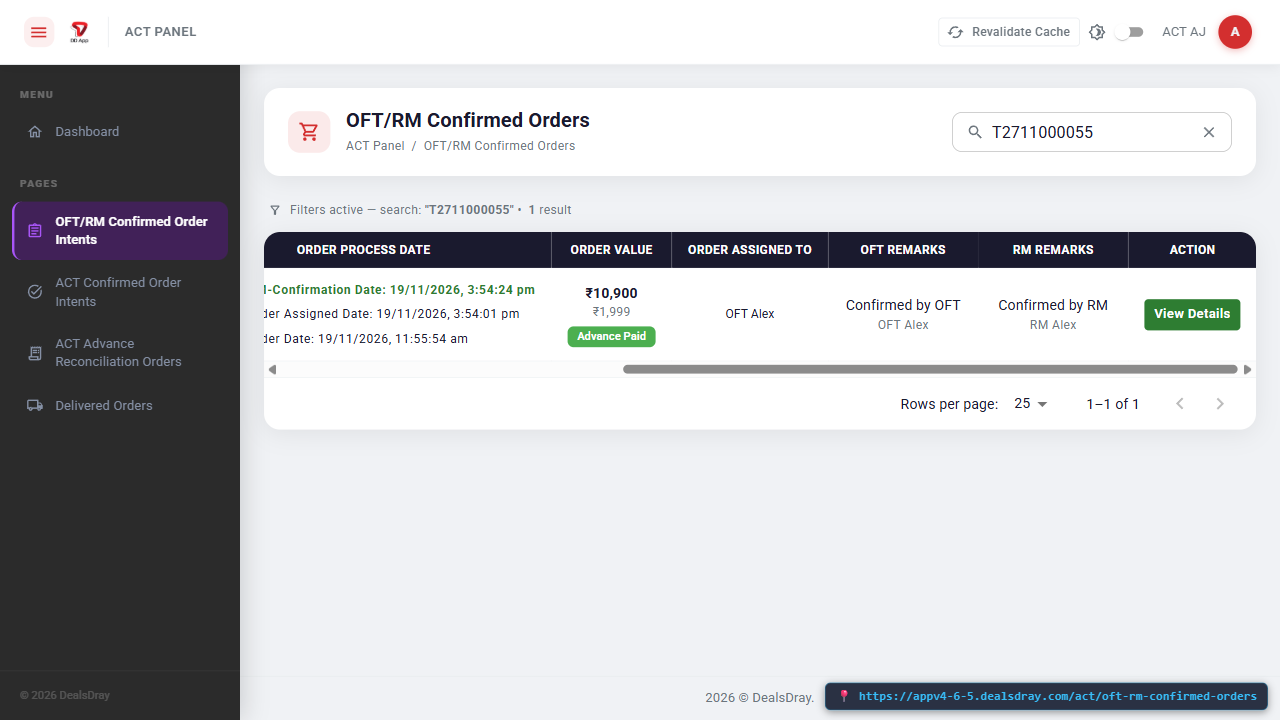 DD App
ACT PANEL
Revalidate Cache
ACT AJ
A
MENU
Dashboard
PAGES
OFT/RM Confirmed Order
Intents
ACT Confirmed Order
Intents
ACT Advance
Reconciliation Orders
Delivered Orders
© 2026 DealsDray
OFT/RM Confirmed Orders
ACT Panel / OFT/RM Confirmed Orders
T2711000055
Filters active — search: "T2711000055" • 1 result
ORDER PROCESS DATE ORDER VALUE ORDER ASSIGNED TO OFT REMARKS RM REMARKS ACTION
-Confirmation Date: 19/11/2026, 3:54:24 pm
der Assigned Date: 19/11/2026, 3:54:01 pm
der Date: 19/11/2026, 11:55:54 am
₹10,900
₹1,999
Advance Paid
OFT Alex
Confirmed by OFT
OFT Alex
Confirmed by RM
RM Alex
View Details
Rows per page: 25 1–1 of 1
2026 © DealsDray.
https://appv4-6-5.dealsdray.com/act/oft-rm-confirmed-orders